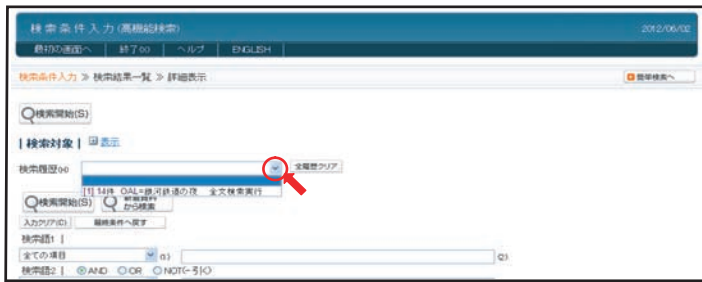 検索条件入力(高機能検索) 2012/06/02
最初の画面へ | 終了(X) | ヘルプ | ENGLISH |
検索条件入力 ≫ 検索結果一覧 ≫ 詳細表示 簡単検索へ
検索開始(S)
| 検索対象 | 表示
検索履歴 全履歴クリア
[1] 14件 OAL=銀河鉄道の夜 全文検索実行
検索開始(S) から検索
入力クリア(C) 最終条件へ戻す
検索語1 |
全ての項目 (1) (2)
検索語2 | AND OR NOT(-引く)